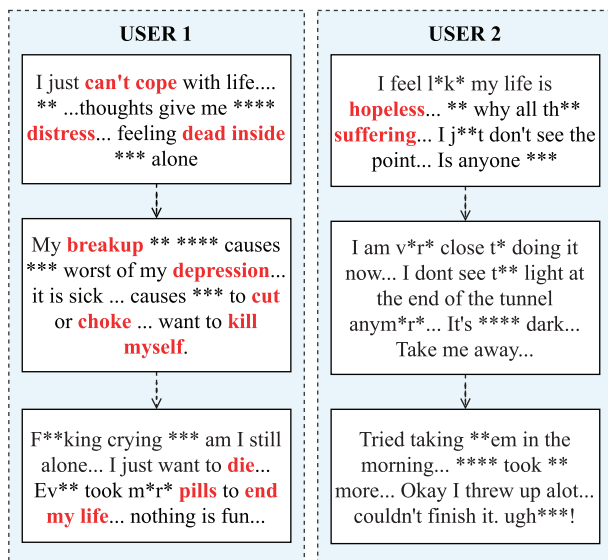 USER 1
I just can't cope with life....
** ...thoughts give me ****
distress... feeling dead inside
*** alone
My breakup ** **** causes
*** worst of my depression...
it is sick ... causes *** to cut
or choke ... want to kill
myself.
F**king crying *** am I still
alone... I just want to die...
Ev** took m*r* pills to end
my life... nothing is fun...
USER 2
I feel l*k* my life is
hopeless... ** why all th**
suffering... I j**t don't see the
point... Is anyone ***
I am v*r* close t* doing it
now... I dont see t** light at
the end of the tunnel
anym*r*... It's **** dark...
Take me away...
Tried taking **em in the
morning... **** took **
more... Okay I threw up alot...
couldn't finish it. ugh***!